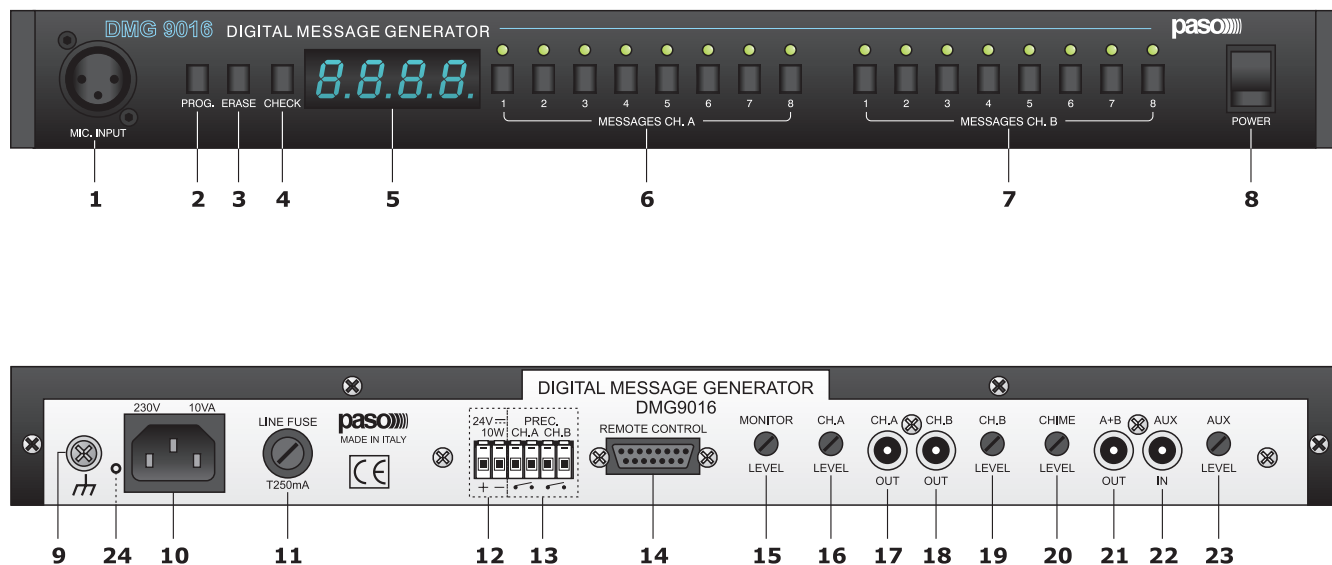 DMG 9016 DIGITAL MESSAGE GENERATOR
paso
8.8.8.8.
PROG. ERASE CHECK
1 2 3 4 5 6 7 8
1 2 3 4 5 6 7 8
MIC. INPUT
MESSAGES CH. A
MESSAGES CH. B
POWER
1 2 3 4 5 6 7 8
DIGITAL MESSAGE GENERATOR
DMG9016
230V 10VA
LINE FUSE
T250mA
paso
MADE IN ITALY
CE
24V
10W
PREC.
CH.A CH.B
+ −
REMOTE CONTROL
MONITOR
LEVEL
CH.A
LEVEL
CH.A
OUT
CH.B
OUT
CH.B
LEVEL
CHIME
LEVEL
A+B
OUT
AUX
IN
AUX
LEVEL
9 24 10 11 12 13 14 15 16 17 18 19 20 21 22 23